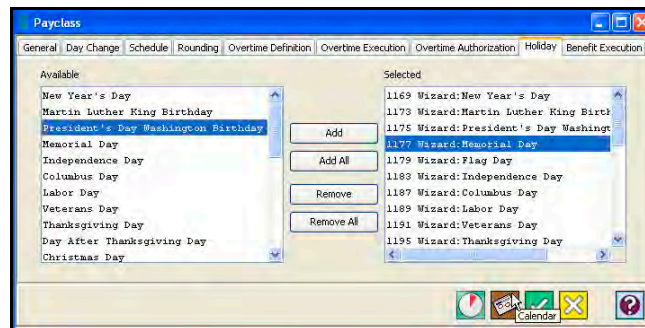 Payclass
General Day Change Schedule Rounding Overtime Definition Overtime Execution Overtime Authorization Holiday Benefit Execution
Available
New Year's Day
Martin Luther King Birthday
President's Day Washington Birthday
Memorial Day
Independence Day
Columbus Day
Labor Day
Veterans Day
Thanksgiving Day
Day After Thanksgiving Day
Christmas Day
Add
Add All
Remove
Remove All
Selected
1169 Wizard:New Year's Day
1173 Wizard:Martin Luther King Birth
1175 Wizard:President's Day Washingt
1177 Wizard:Memorial Day
1179 Wizard:Flag Day
1183 Wizard:Independence Day
1187 Wizard:Columbus Day
1189 Wizard:Labor Day
1191 Wizard:Veterans Day
1195 Wizard:Thanksgiving Day
Calendar